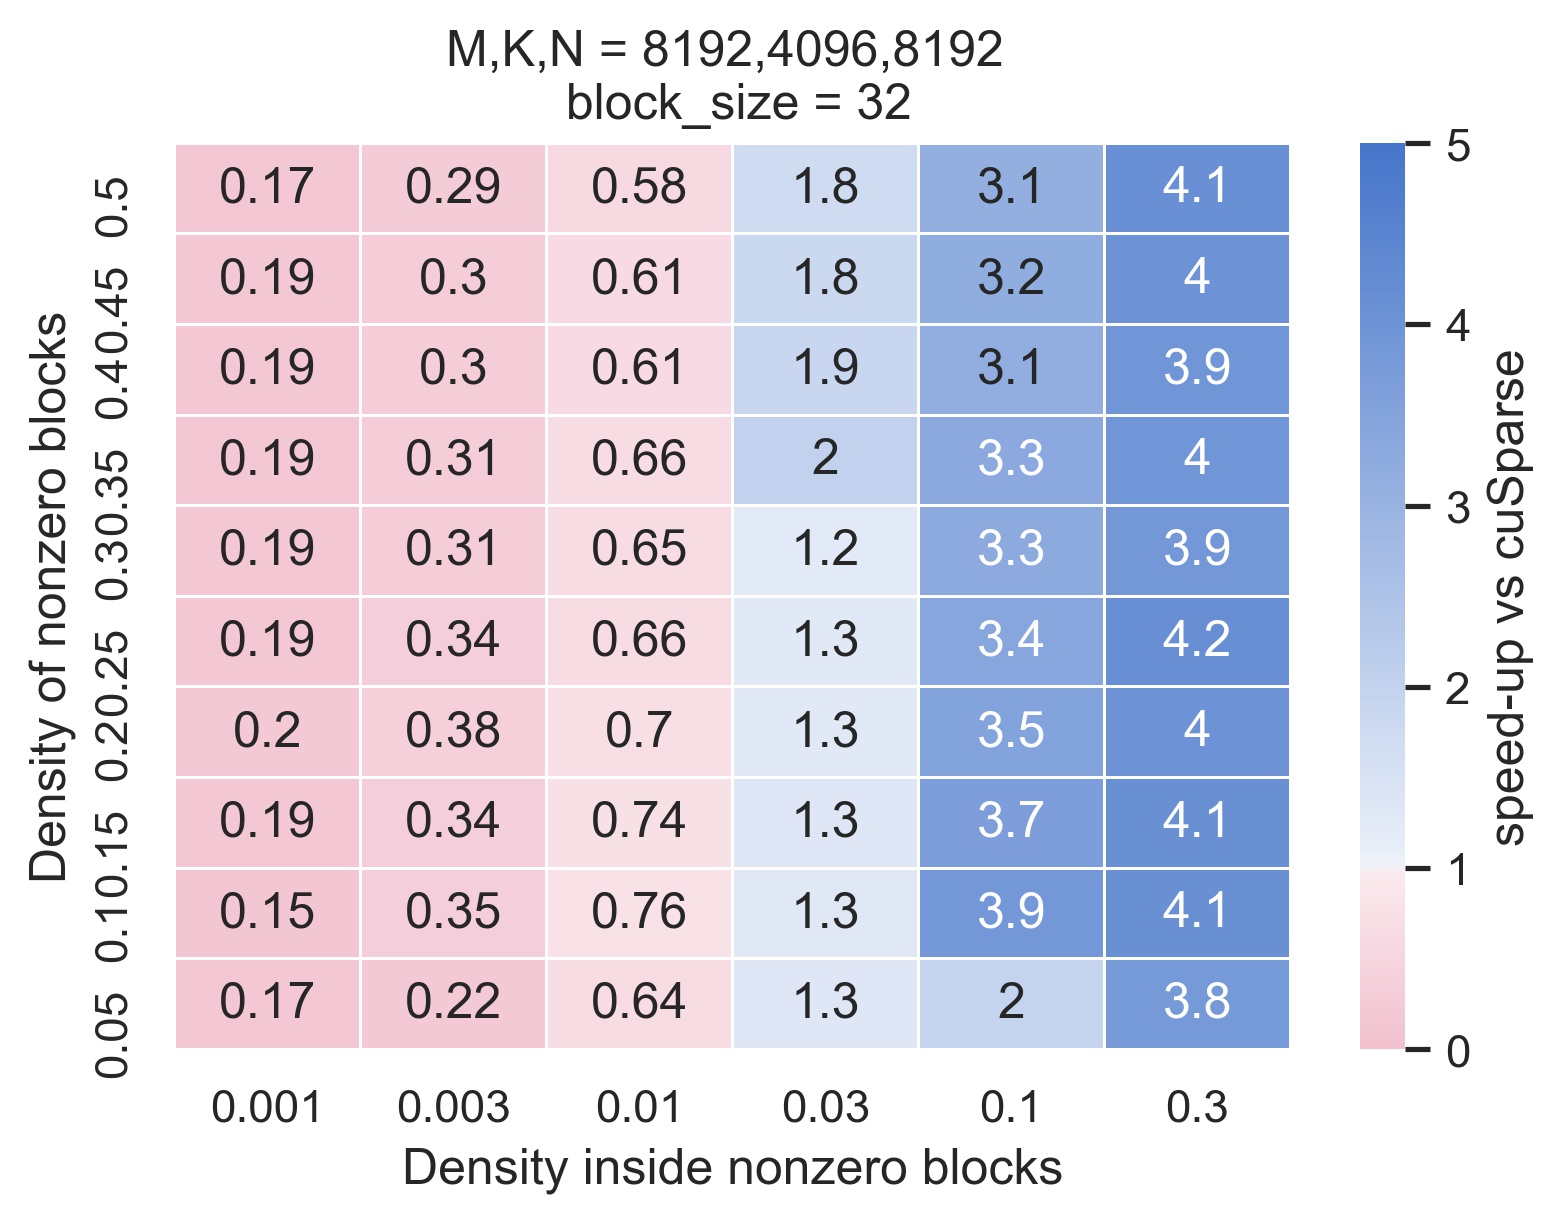 M,K,N = 8192,4096,8192
block_size = 32
Density of nonzero blocks
0.5 0.17 0.29 0.58 1.8 3.1 4.1
0.45 0.19 0.3 0.61 1.8 3.2 4
0.4 0.19 0.3 0.61 1.9 3.1 3.9
0.35 0.19 0.31 0.66 2 3.3 4
0.3 0.19 0.31 0.65 1.2 3.3 3.9
0.25 0.19 0.34 0.66 1.3 3.4 4.2
0.2 0.2 0.38 0.7 1.3 3.5 4
0.15 0.19 0.34 0.74 1.3 3.7 4.1
0.1 0.15 0.35 0.76 1.3 3.9 4.1
0.05 0.17 0.22 0.64 1.3 2 3.8
0.001 0.003 0.01 0.03 0.1 0.3
Density inside nonzero blocks
5
4
3
2
1
0
speed-up vs cuSparse